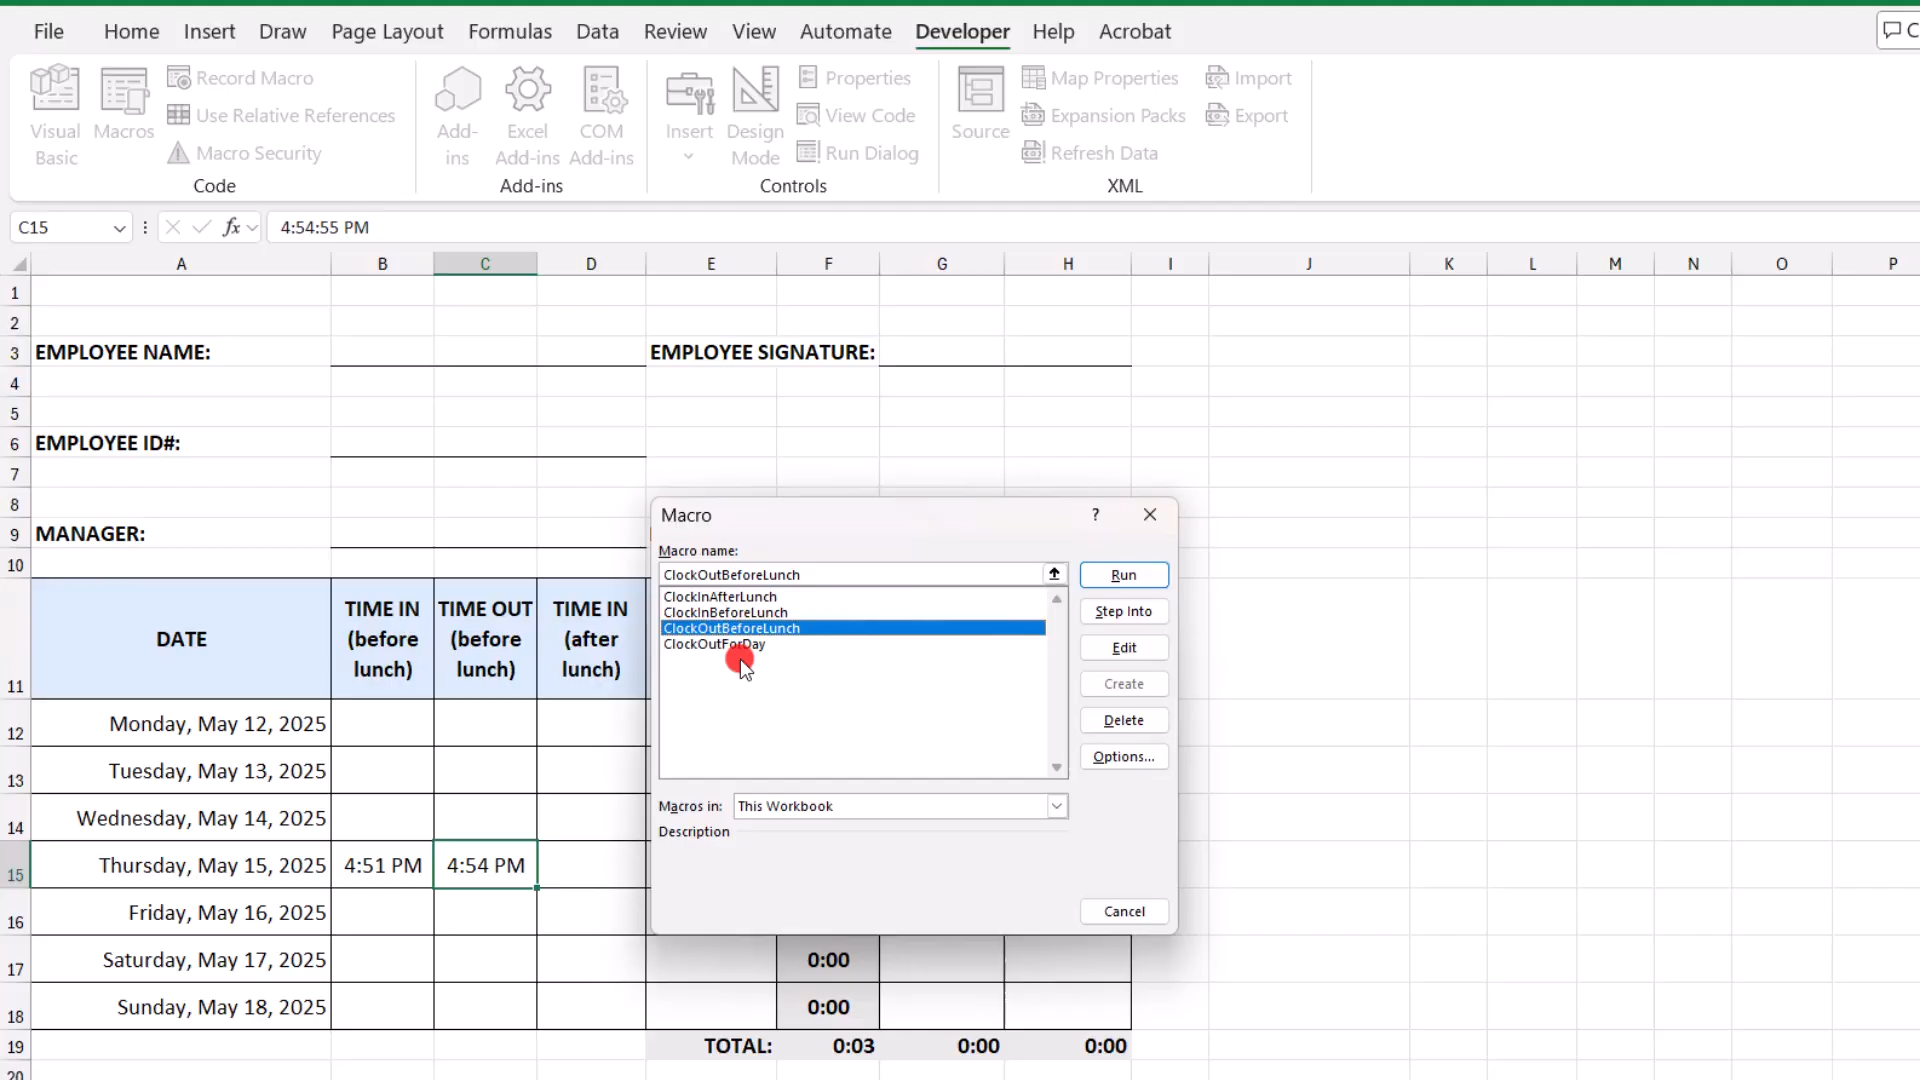 File Home Insert Draw Page Layout Formulas Data Review View Automate Developer Help Acrobat C
Visual Basic
Macros
Record Macro
Use Relative References
Macro Security
Code
Add-ins
Excel Add-ins
COM Add-ins
Add-ins
Insert
Design Mode
Properties
View Code
Run Dialog
Controls
Source
Map Properties
Expansion Packs
Refresh Data
Import
Export
XML
C15 fx 4:54:55 PM
A B C D E F G H I J K L M N O P
1
2
3 EMPLOYEE NAME: EMPLOYEE SIGNATURE:
4
5
6 EMPLOYEE ID#:
7
8
9 MANAGER:
10
11 DATE
TIME IN (before lunch)
TIME OUT (before lunch)
TIME IN (after lunch)
12 Monday, May 12, 2025
13 Tuesday, May 13, 2025
14 Wednesday, May 14, 2025
15 Thursday, May 15, 2025 4:51 PM 4:54 PM
16 Friday, May 16, 2025
17 Saturday, May 17, 2025 0:00
18 Sunday, May 18, 2025 0:00
19 TOTAL: 0:03 0:00 0:00
20
Macro ?
Macro name:
ClockOutBeforeLunch
ClockInAfterLunch
ClockInBeforeLunch
ClockOutBeforeLunch
ClockOutForDay
Run
Step Into
Edit
Create
Delete
Options...
Macros in: This Workbook
Description
Cancel